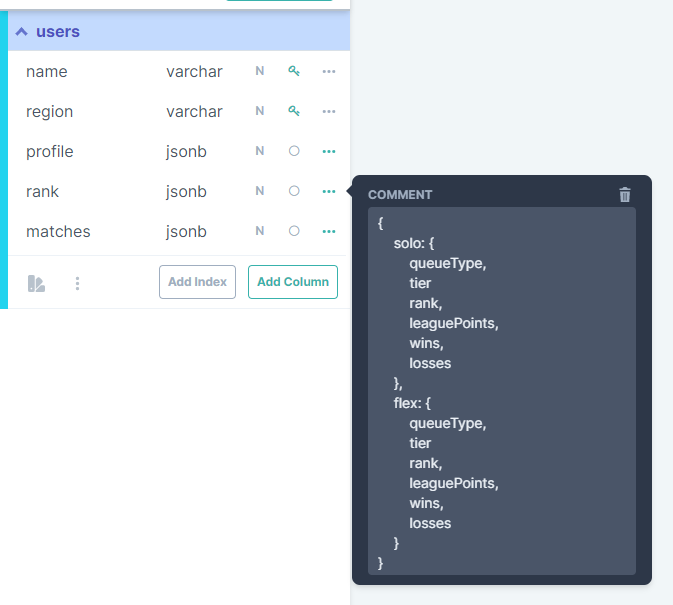 users
name varchar N
region varchar N
profile jsonb N
rank jsonb N
matches jsonb N
Add Index Add Column
COMMENT
{
solo: {
queueType,
tier
rank,
leaguePoints,
wins,
losses
},
flex: {
queueType,
tier
rank,
leaguePoints,
wins,
losses
}
}